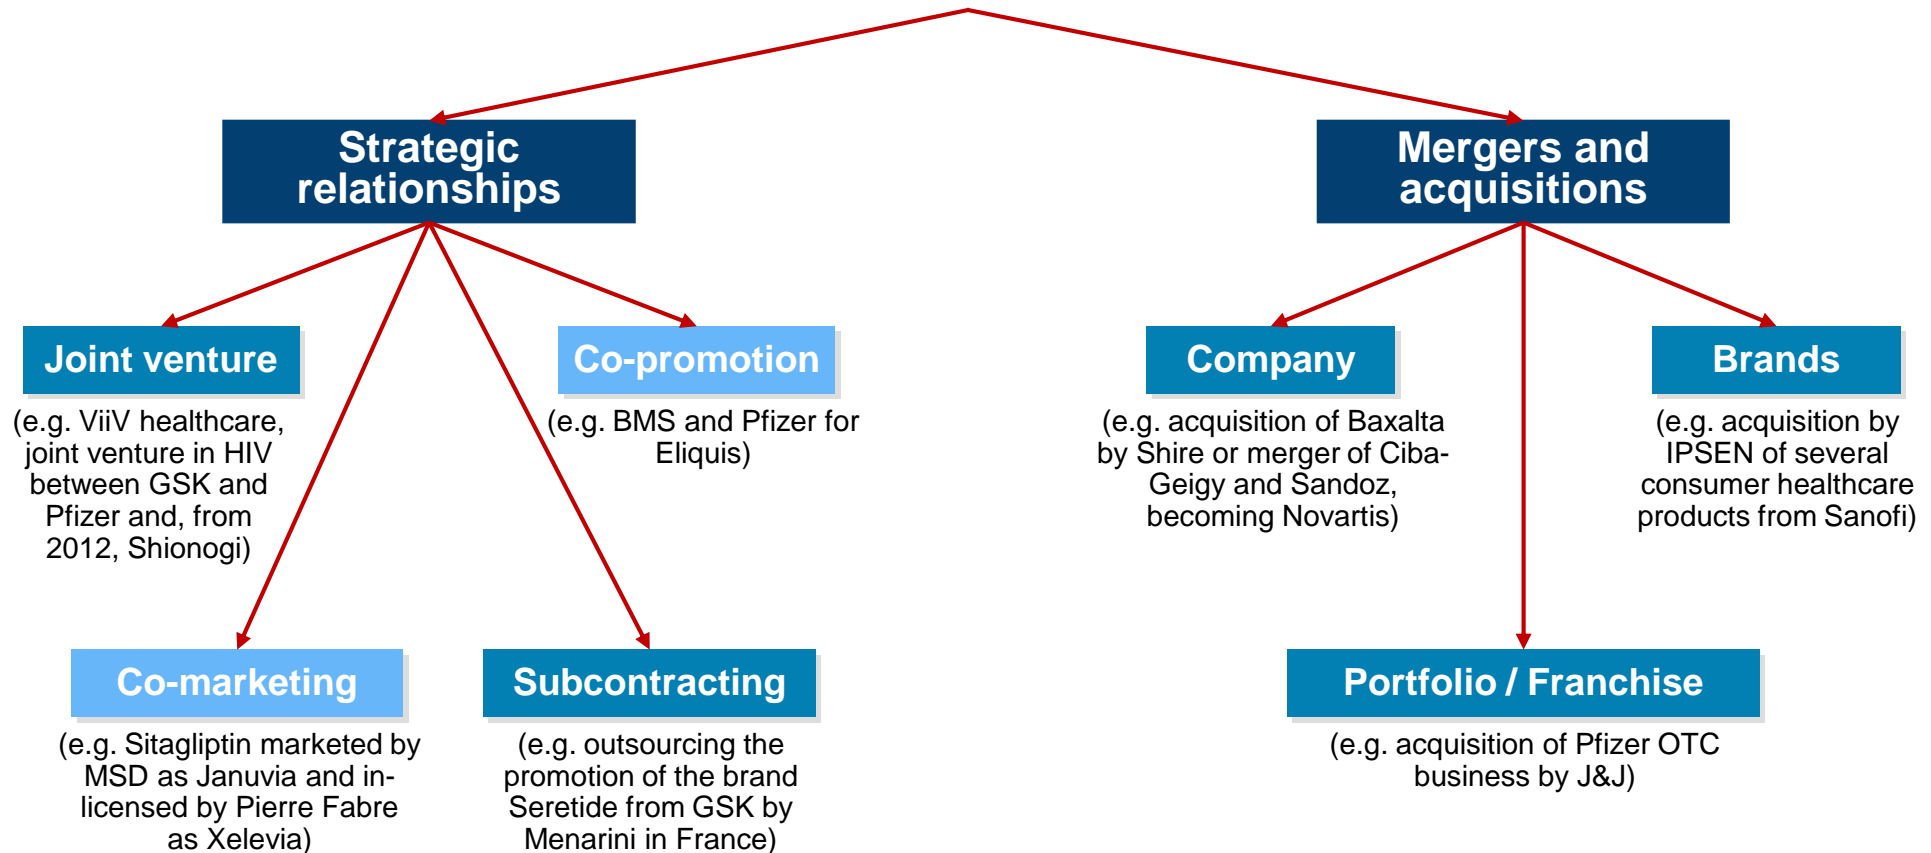 Strategic
relationships
Mergers and
acquisitions
Joint venture
(e.g. ViiV healthcare,
joint venture in HIV
between GSK and
Pfizer and, from
2012, Shionogi)
Co-promotion
(e.g. BMS and Pfizer for
Eliquis)
Company
(e.g. acquisition of Baxalta
by Shire or merger of Ciba-
Geigy and Sandoz,
becoming Novartis)
Brands
(e.g. acquisition by
IPSEN of several
consumer healthcare
products from Sanofi)
Co-marketing
(e.g. Sitagliptin marketed by
MSD as Januvia and in-
licensed by Pierre Fabre
as Xelevia)
Subcontracting
(e.g. outsourcing the
promotion of the brand
Seretide from GSK by
Menarini in France)
Portfolio / Franchise
(e.g. acquisition of Pfizer OTC
business by J&J)